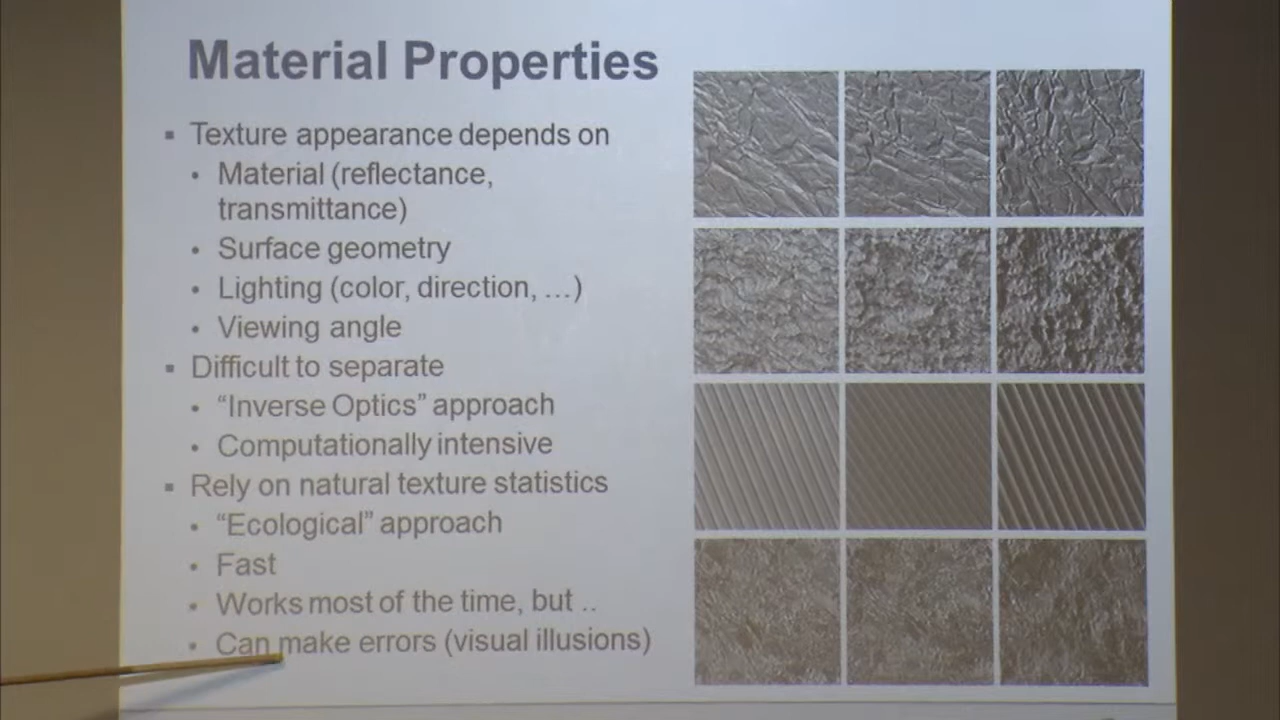 Material Properties
▪ Texture appearance depends on
• Material (reflectance,
transmittance)
• Surface geometry
• Lighting (color, direction, …)
• Viewing angle
▪ Difficult to separate
• “Inverse Optics” approach
• Computationally intensive
▪ Rely on natural texture statistics
• “Ecological” approach
• Fast
• Works most of the time, but ..
• Can make errors (visual illusions)